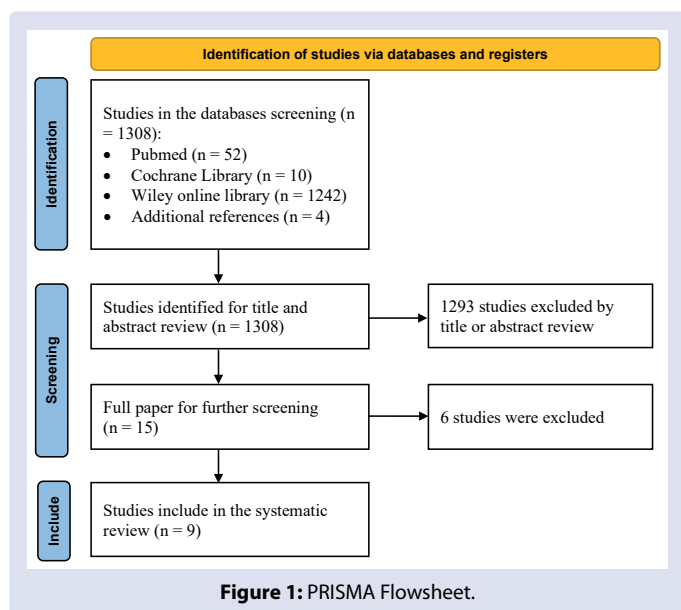 Identification of studies via databases and registers
Identification
Studies in the databases screening (n
= 1308):
• Pubmed (n = 52)
• Cochrane Library (n = 10)
• Wiley online library (n = 1242)
• Additional references (n = 4)
Screening
Studies identified for title and
abstract review (n = 1308)
1293 studies excluded by
title or abstract review
Full paper for further screening
(n = 15)
6 studies were excluded
Include
Studies include in the systematic
review (n = 9)
Figure 1: PRISMA Flowsheet.